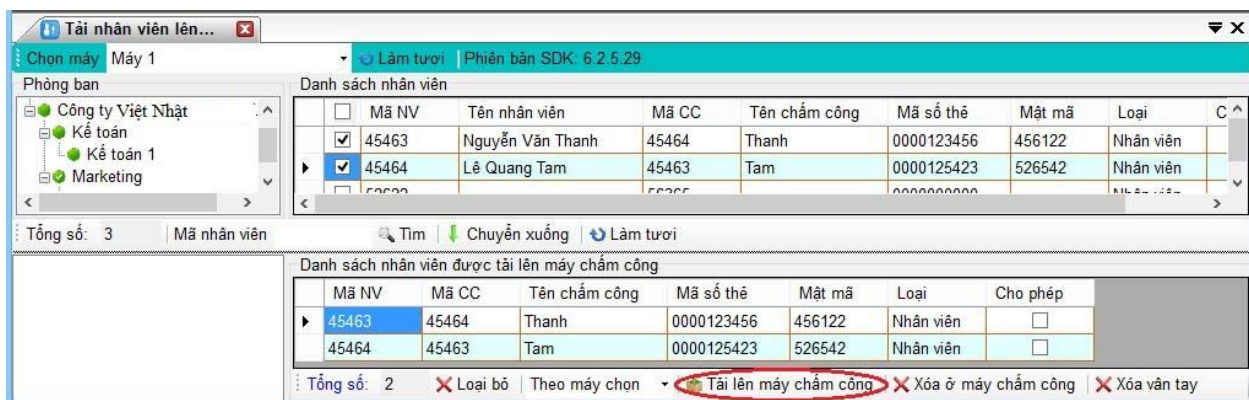 Tải nhân viên lên...
Chọn máy Máy 1 Làm tươi Phiên bản SDK: 6.2.5.29
Phòng ban Danh sách nhân viên
Công ty Việt Nhật
Kế toán
Kế toán 1
Marketing
Mã NV Tên nhân viên Mã CC Tên chấm công Mã số thẻ Mật mã Loại C
45463 Nguyễn Văn Thanh 45464 Thanh 0000123456 456122 Nhân viên
45464 Lê Quang Tam 45463 Tam 0000125423 526542 Nhân viên
Tổng số: 3 Mã nhân viên Tìm Chuyển xuống Làm tươi
Danh sách nhân viên được tải lên máy chấm công
Mã NV Mã CC Tên chấm công Mã số thẻ Mật mã Loại Cho phép
45463 45464 Thanh 0000123456 456122 Nhân viên
45464 45463 Tam 0000125423 526542 Nhân viên
Tổng số: 2 Loại bỏ Theo máy chọn Tải lên máy chấm công Xóa ở máy chấm công Xóa vân tay